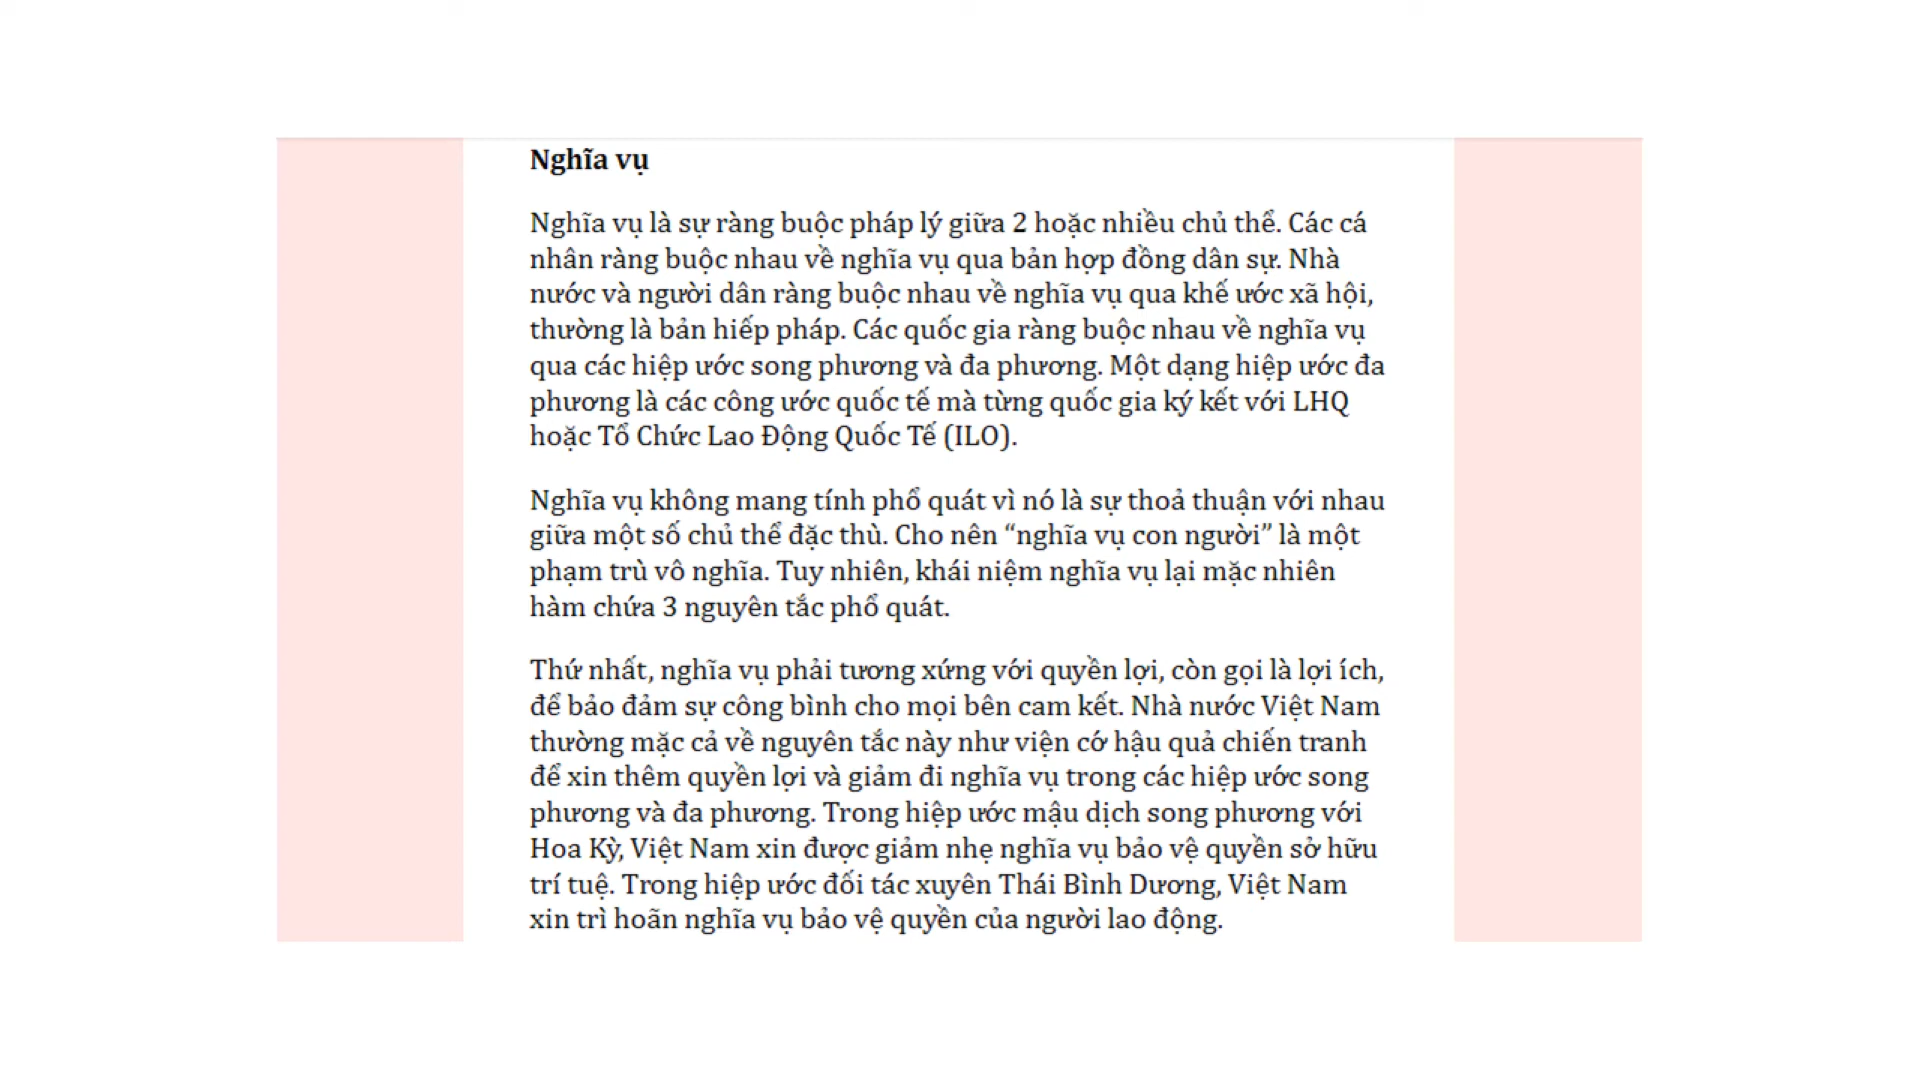 Nghĩa vụ
Nghĩa vụ là sự ràng buộc pháp lý giữa 2 hoặc nhiều chủ thể. Các cá
nhân ràng buộc nhau về nghĩa vụ qua bản hợp đồng dân sự. Nhà
nước và người dân ràng buộc nhau về nghĩa vụ qua khế ước xã hội,
thường là bản hiếp pháp. Các quốc gia ràng buộc nhau về nghĩa vụ
qua các hiệp ước song phương và đa phương. Một dạng hiệp ước đa
phương là các công ước quốc tế mà từng quốc gia ký kết với LHQ
hoặc Tổ Chức Lao Động Quốc Tế (ILO).
Nghĩa vụ không mang tính phổ quát vì nó là sự thoả thuận với nhau
giữa một số chủ thể đặc thù. Cho nên “nghĩa vụ con người” là một
phạm trù vô nghĩa. Tuy nhiên, khái niệm nghĩa vụ lại mặc nhiên
hàm chứa 3 nguyên tắc phổ quát.
Thứ nhất, nghĩa vụ phải tương xứng với quyền lợi, còn gọi là lợi ích,
để bảo đảm sự công bình cho mọi bên cam kết. Nhà nước Việt Nam
thường mặc cả về nguyên tắc này như viện cớ hậu quả chiến tranh
để xin thêm quyền lợi và giảm đi nghĩa vụ trong các hiệp ước song
phương và đa phương. Trong hiệp ước mậu dịch song phương với
Hoa Kỳ, Việt Nam xin được giảm nhẹ nghĩa vụ bảo vệ quyền sở hữu
trí tuệ. Trong hiệp ước đối tác xuyên Thái Bình Dương, Việt Nam
xin trì hoãn nghĩa vụ bảo vệ quyền của người lao động.